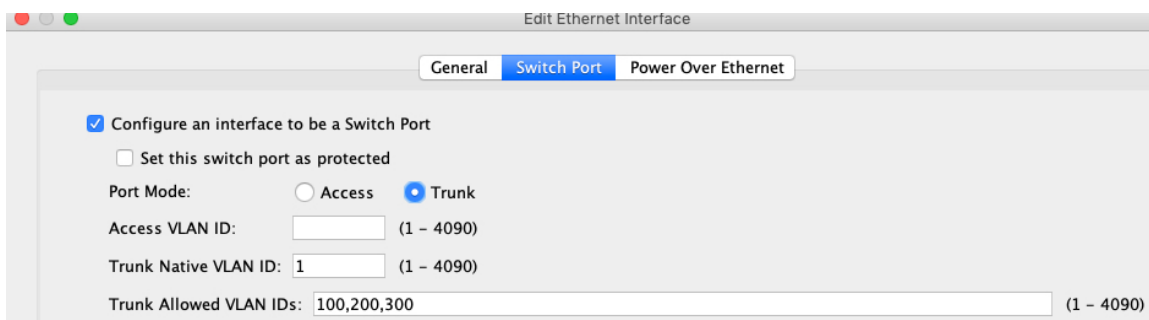 Edit Ethernet Interface
General Switch Port Power Over Ethernet
Configure an interface to be a Switch Port
Set this switch port as protected
Port Mode: Access Trunk
Access VLAN ID: (1 - 4090)
Trunk Native VLAN ID: 1 (1 - 4090)
Trunk Allowed VLAN IDs: 100,200,300 (1 - 4090)